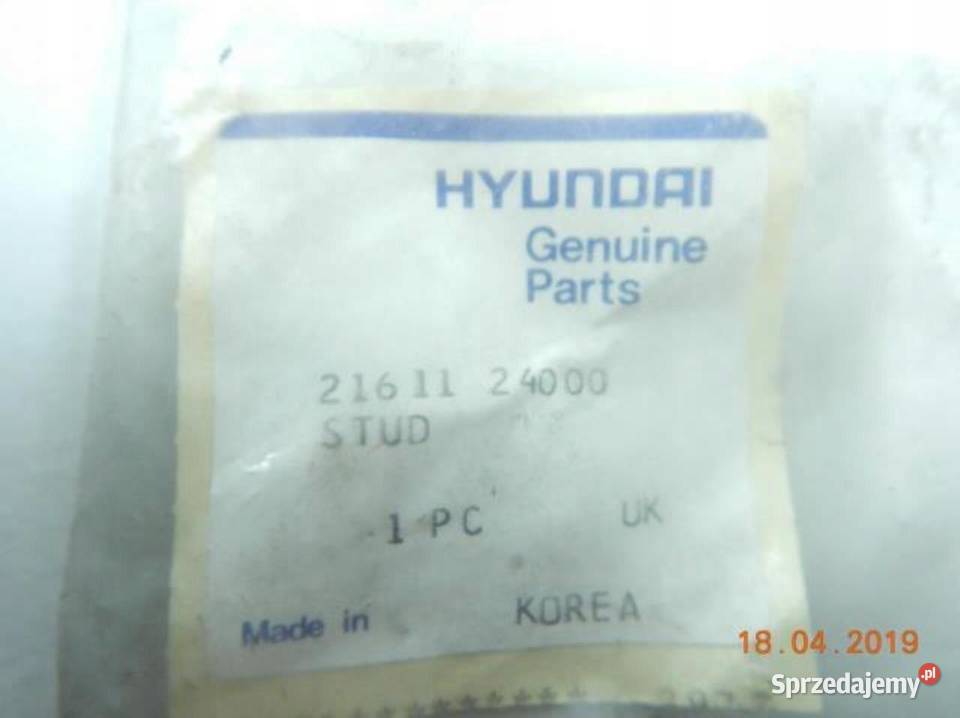 HYUNDAI
Genuine
Parts
21611 24000
STUD
1 PC UK
Made in KOREA
18.04.2019
Sprzedajemy.pl